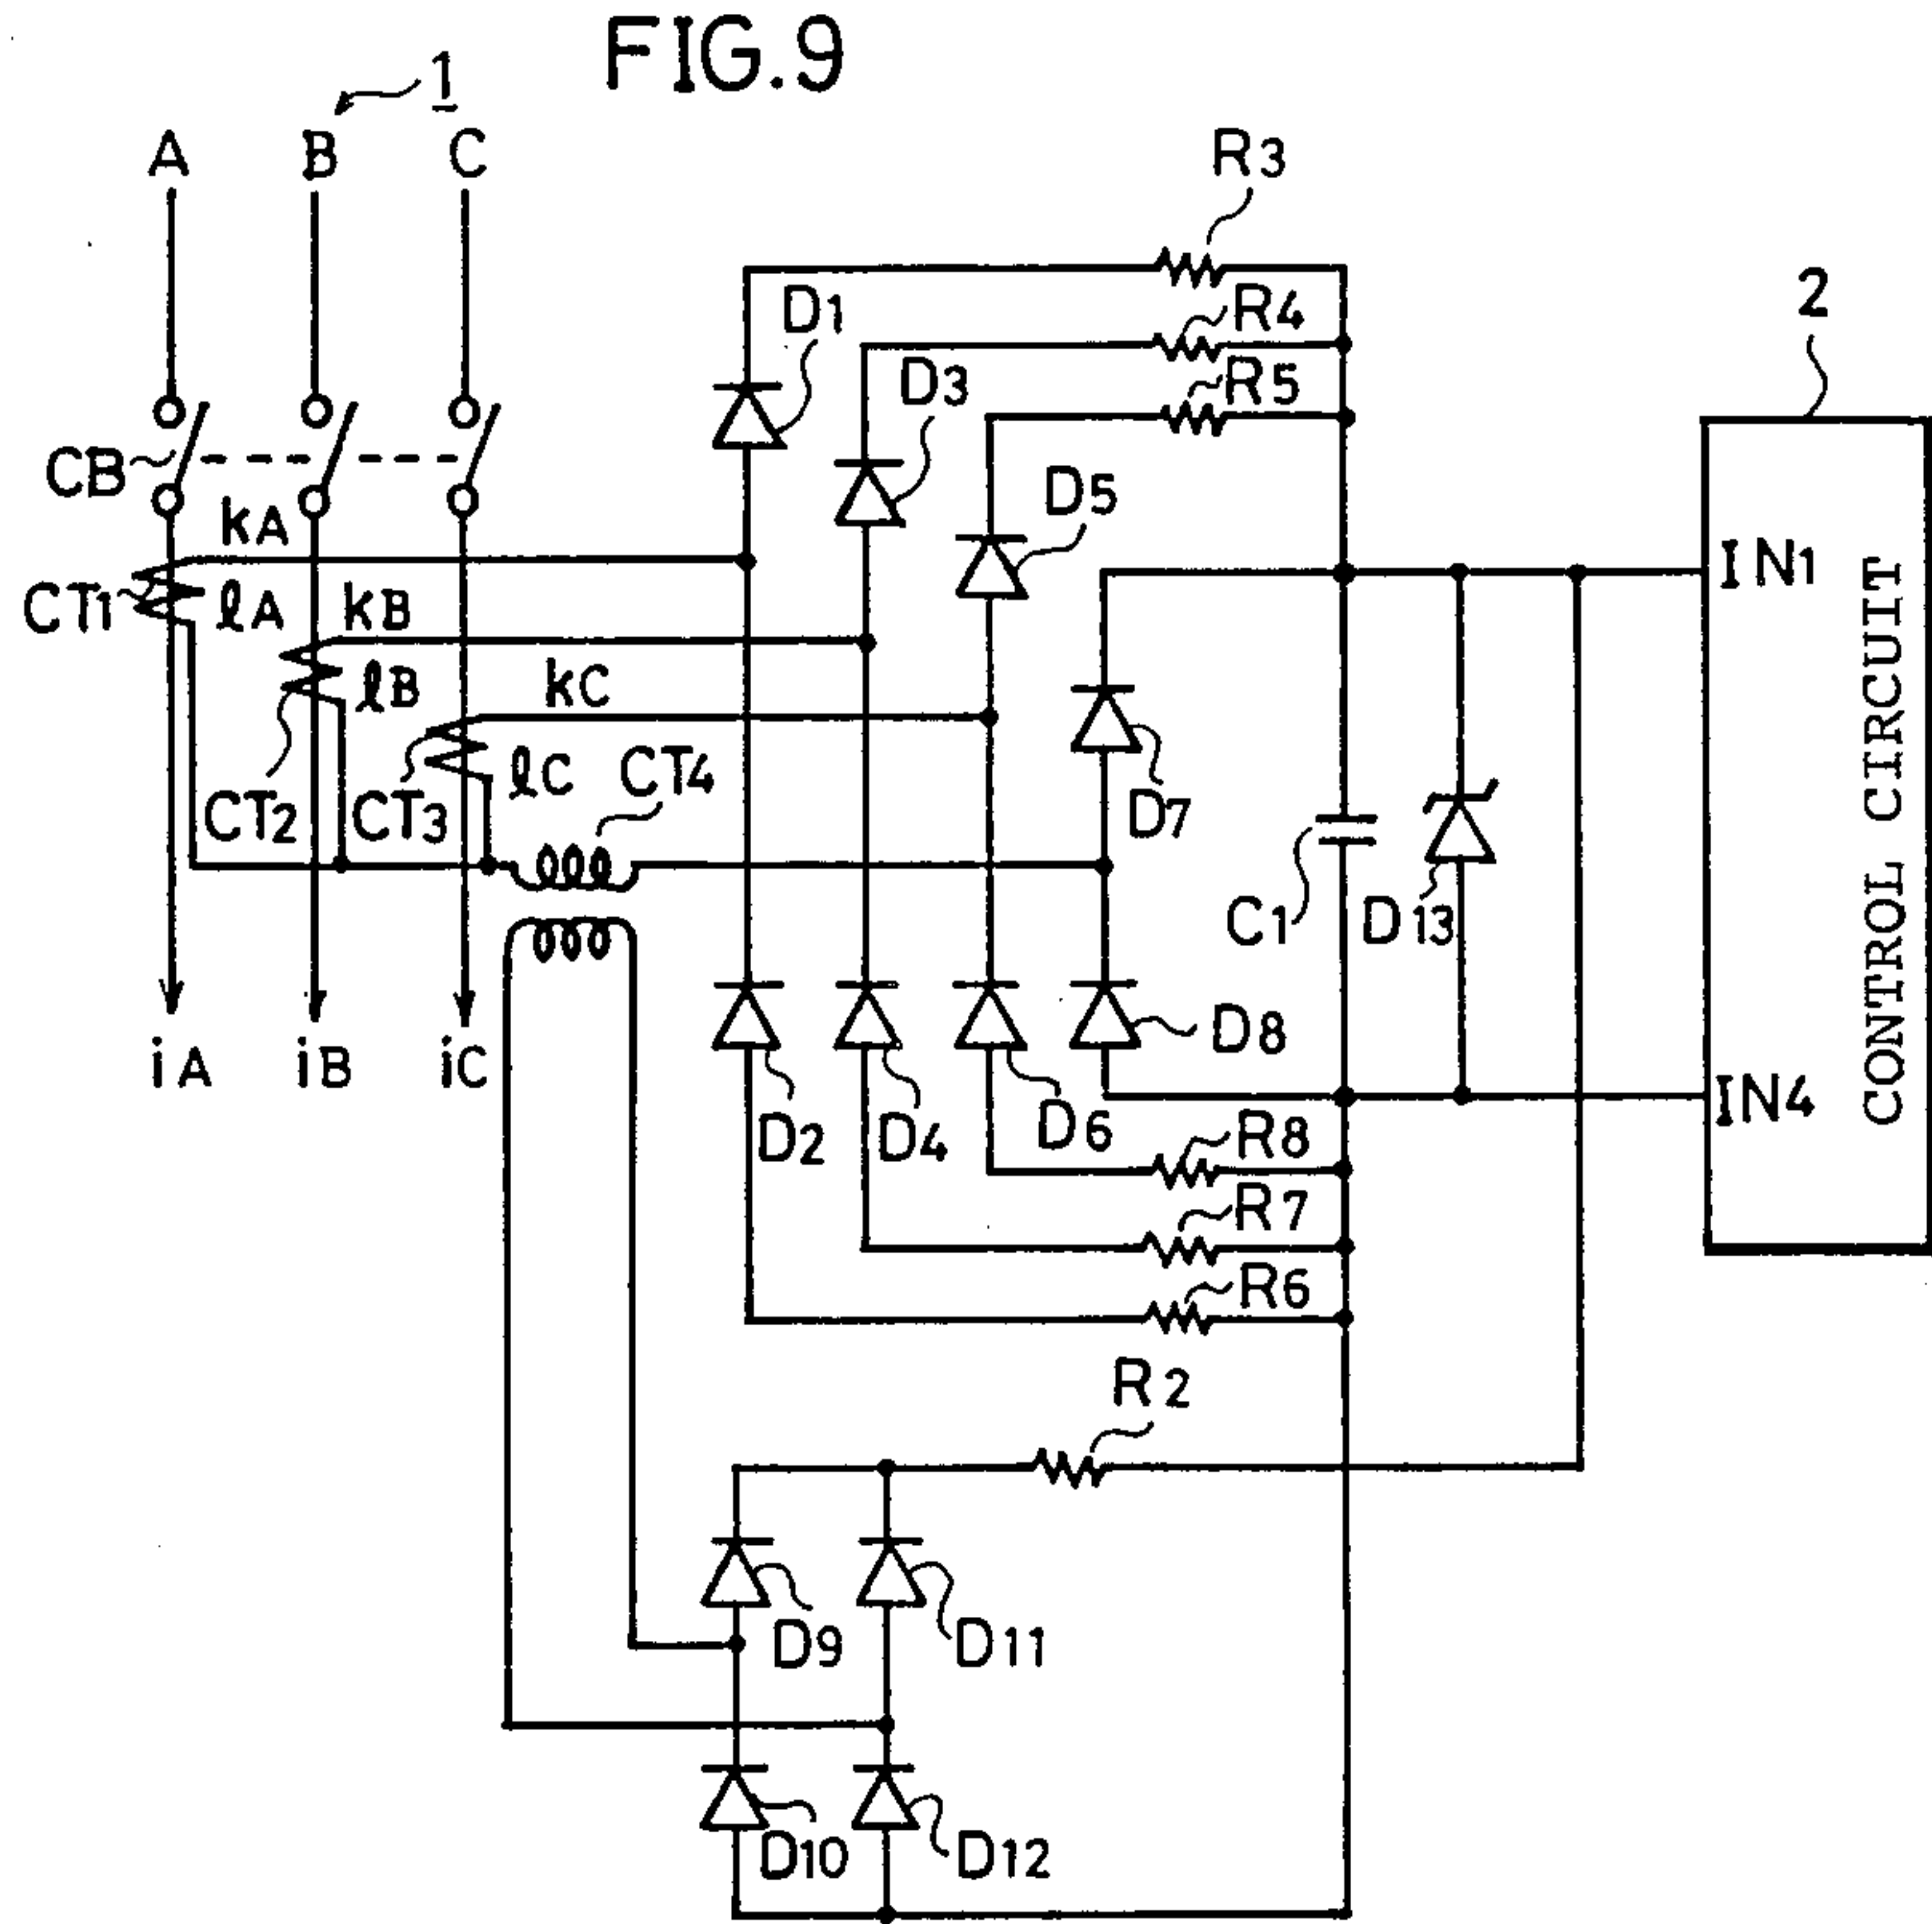 FIG.9
1
A B C
R3
D1
R4
2
D3
R5
CB
D5
kA
IN1
CT1
lA
kB
lB
kC
lC
CT4
CT2
CT3
D7
C1
D13
CONTROL CIRCUIT
D8
iA iB iC
IN4
D2
D4
D6
R8
R7
R6
R2
D9
D11
D10
D12